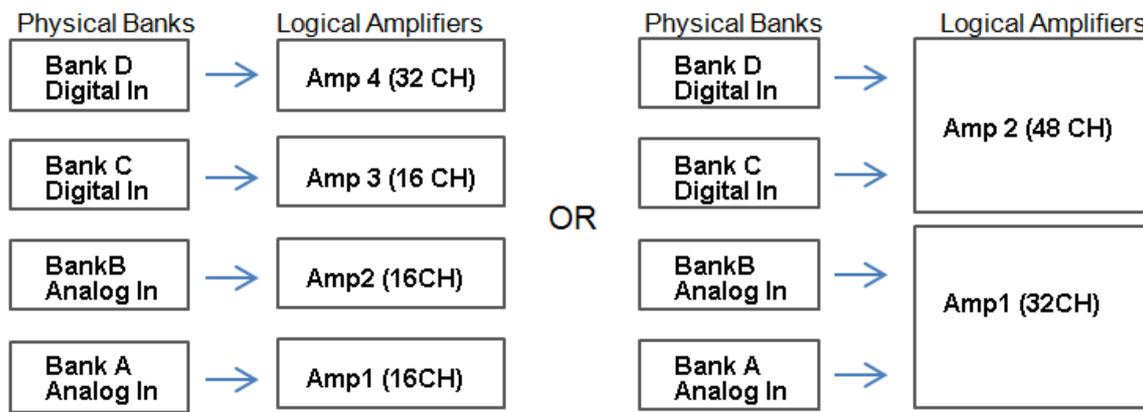 Physical Banks
Logical Amplifiers
Bank D
Digital In
Amp 4 (32 CH)
Bank C
Digital In
Amp 3 (16 CH)
BankB
Analog In
Amp2 (16CH)
Bank A
Analog In
Amp1 (16CH)
OR
Physical Banks
Logical Amplifiers
Bank D
Digital In
Bank C
Digital In
Amp 2 (48 CH)
BankB
Analog In
Bank A
Analog In
Amp1 (32CH)